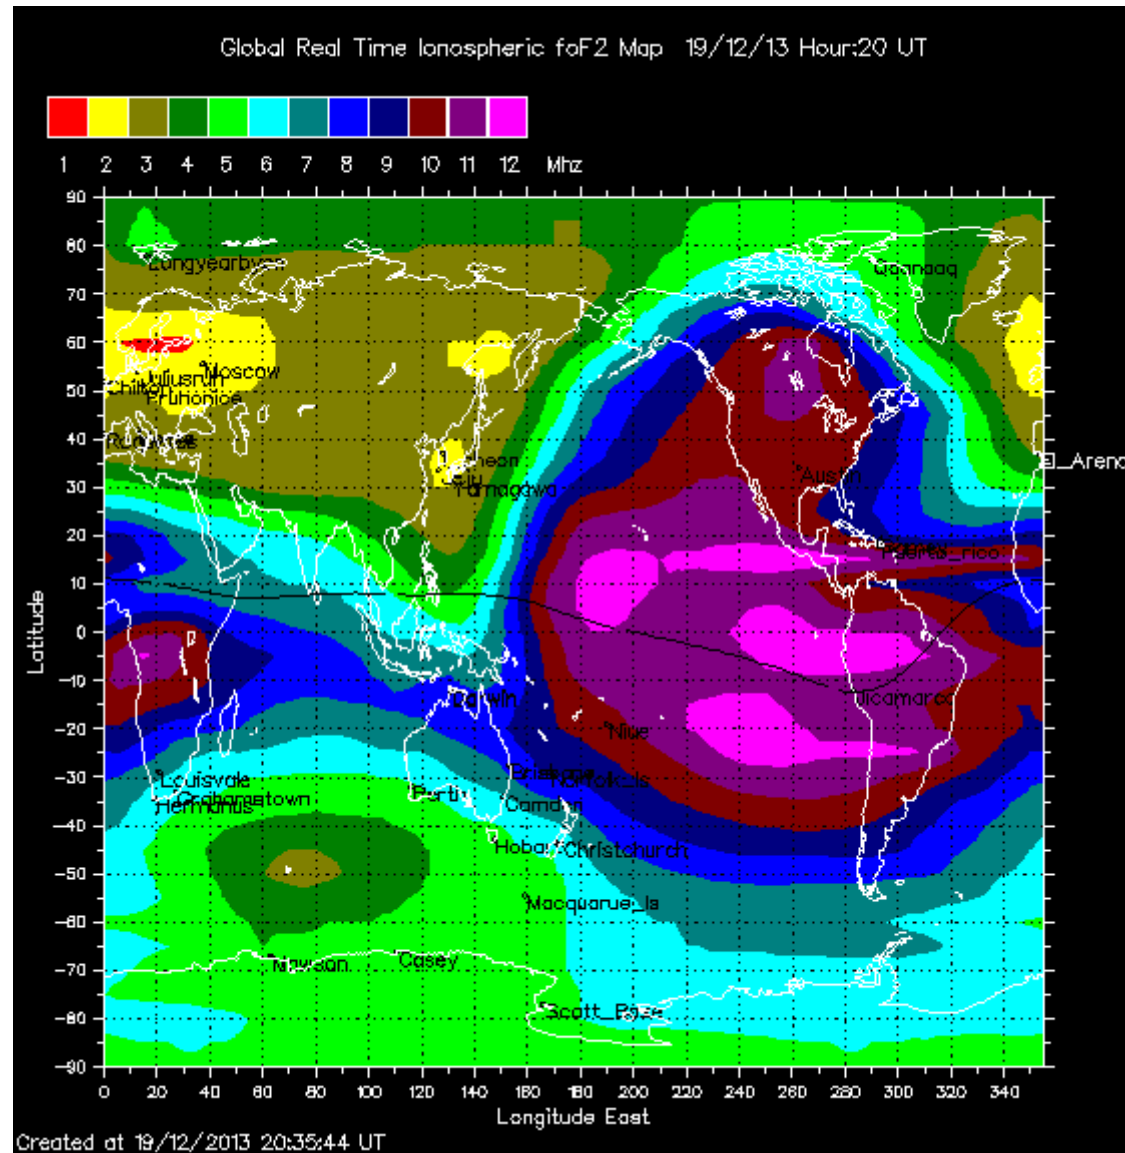 Global Real Time Ionospheric foF2 Map 19/12/13 Hour:20 UT
1 2 3 4 5 6 7 8 9 10 11 12 Mhz
90
80
Longyearbyen
Qaanaaq
70
60
Moscow
Juliusruh
50
Chilton
Pruhonice
40
El_Areno
30
Austin
Yamagawa
20
Puerto_rico
10
0
Latitude
-10
Darwin
Jicamarca
-20
Niue
-30
Louisvale
Brisbane
Norfolk_Is
Grahamstown
Perth
Hermanus
Camden
-40
Hobart
Christchurch
-50
Macquarue_Is
-60
Mawson
Casey
-70
Scott_Base
-80
-90
0 20 40 60 80 100 120 140 160 180 200 220 240 260 280 300 320 340
Longitude East
Created at 19/12/2013 20:35:44 UT